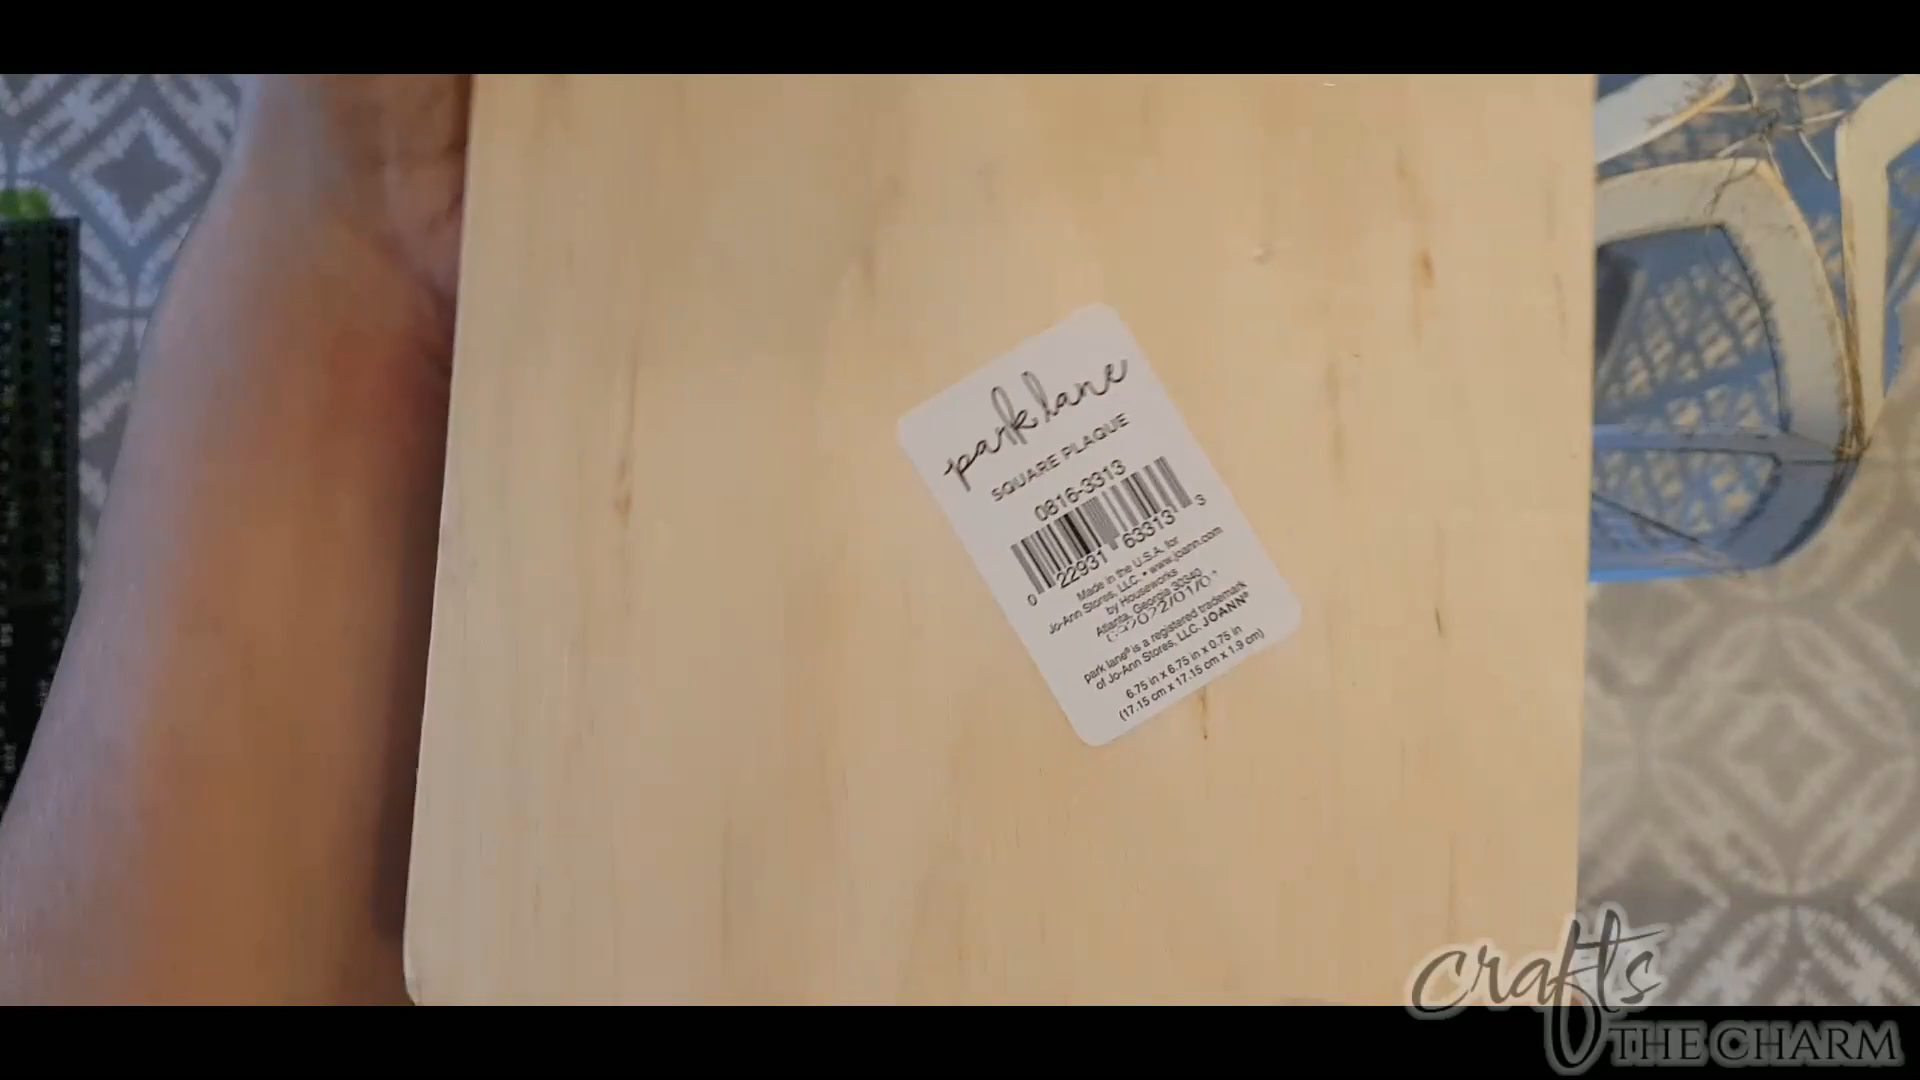 park lane
SQUARE PLAQUE
0816-3313
0 22931 63313 3
Made in the U.S.A. for
Jo-Ann Stores, LLC. • www.joann.com
by Houseworks
Atlanta, Georgia 30340
park lane® is a registered trademark
of Jo-Ann Stores, LLC. JOANN®
6.75 in x 6.75 in x 0.75 in
(17.15 cm x 17.15 cm x 1.9 cm)
crafts
THE CHARM